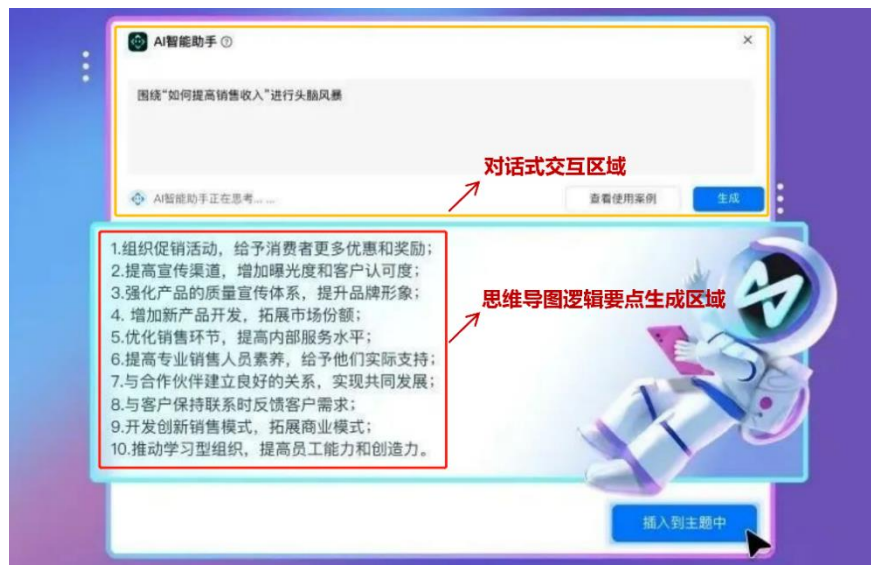 AI智能助手 ?
×
围绕“如何提高销售收入”进行头脑风暴
对话式交互区域
AI智能助手正在思考... ...
查看使用案例
生成
1.组织促销活动，给予消费者更多优惠和奖励；
2.提高宣传渠道，增加曝光度和客户认可度；
3.强化产品的质量宣传体系，提升品牌形象；
4. 增加新产品开发，拓展市场份额；
5.优化销售环节，提高内部服务水平；
6.提高专业销售人员素养，给予他们实际支持；
7.与合作伙伴建立良好的关系，实现共同发展；
8.与客户保持联系时反馈客户需求；
9.开发创新销售模式，拓展商业模式；
10.推动学习型组织，提高员工能力和创造力。
思维导图逻辑要点生成区域
插入到主题中